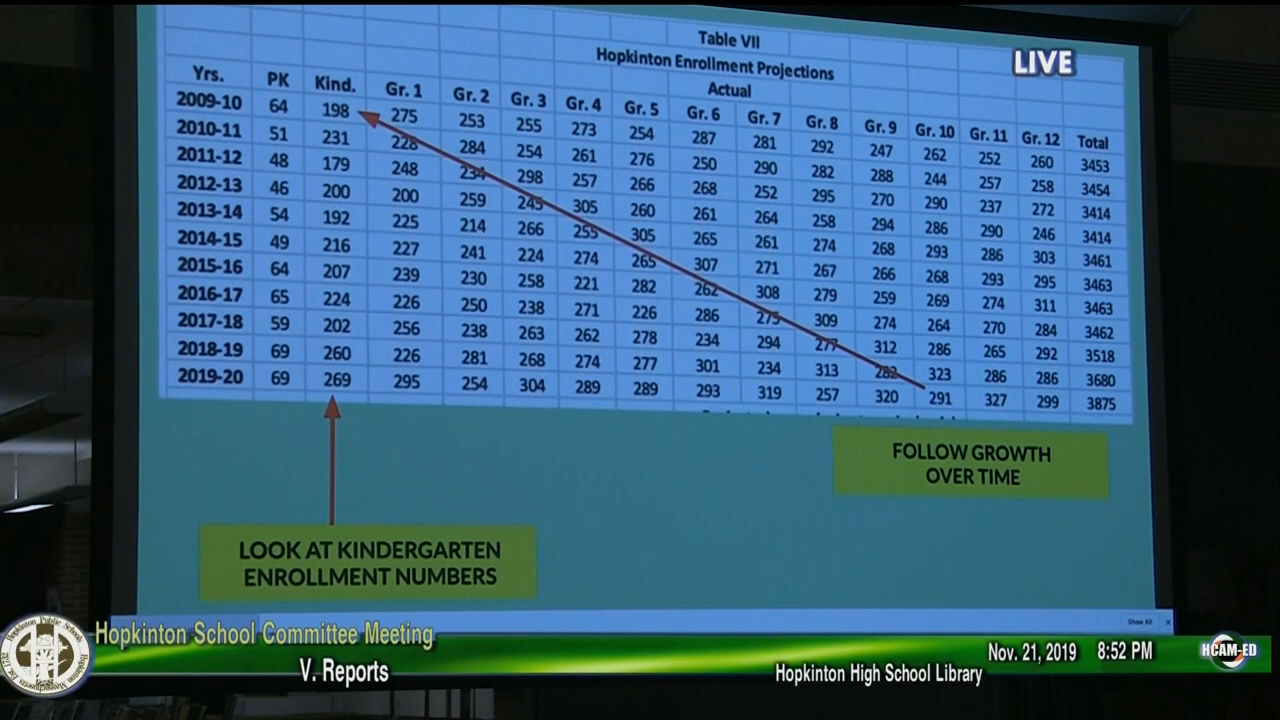 Table VII
Hopkinton Enrollment Projections
LIVE
Actual
Yrs. PK Kind. Gr. 1 Gr. 2 Gr. 3 Gr. 4 Gr. 5 Gr. 6 Gr. 7 Gr. 8 Gr. 9 Gr. 10 Gr. 11 Gr. 12 Total
2009-10 64 198 275 253 255 273 254 287 281 292 247 262 252 260 3453
2010-11 51 231 228 284 254 261 276 250 290 282 288 244 257 258 3454
2011-12 48 179 248 234 298 257 266 268 252 295 270 290 237 272 3414
2012-13 46 200 200 259 245 305 260 261 264 258 294 286 290 246 3414
2013-14 54 192 225 214 266 255 305 265 261 274 268 293 286 303 3461
2014-15 49 216 227 241 224 274 265 307 271 267 266 268 293 295 3463
2015-16 64 207 239 230 258 221 282 262 308 279 259 269 274 311 3463
2016-17 65 224 226 250 238 271 226 286 275 309 274 264 270 284 3462
2017-18 59 202 256 238 263 262 278 234 294 277 312 286 265 292 3518
2018-19 69 260 226 281 268 274 277 301 234 313 282 323 286 286 3680
2019-20 69 269 295 254 304 289 289 293 319 257 320 291 327 299 3875
FOLLOW GROWTH
OVER TIME
LOOK AT KINDERGARTEN
ENROLLMENT NUMBERS
Show All
Hopkinton School Committee Meeting
V. Reports
Hopkinton High School Library
Nov. 21, 2019 8:52 PM
HCAM-ED